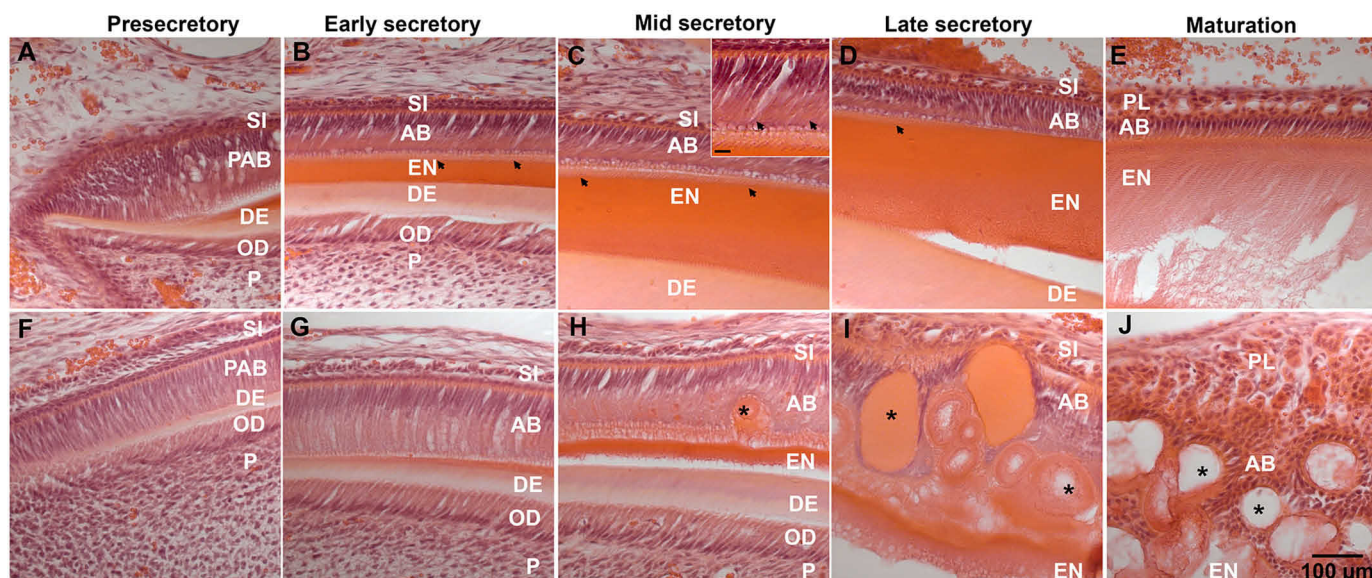 Presecretory Early secretory Mid secretory Late secretory Maturation
A
SI
PAB
DE
OD
P
B
SI
AB
EN
DE
OD
P
C
SI
AB
EN
DE
D
SI
AB
EN
DE
E
PL
AB
EN
F
SI
PAB
DE
OD
P
G
SI
AB
DE
OD
P
H
SI
AB
*
EN
DE
OD
P
I
SI
AB
*
*
EN
J
PL
AB
*
*
EN
100 µm